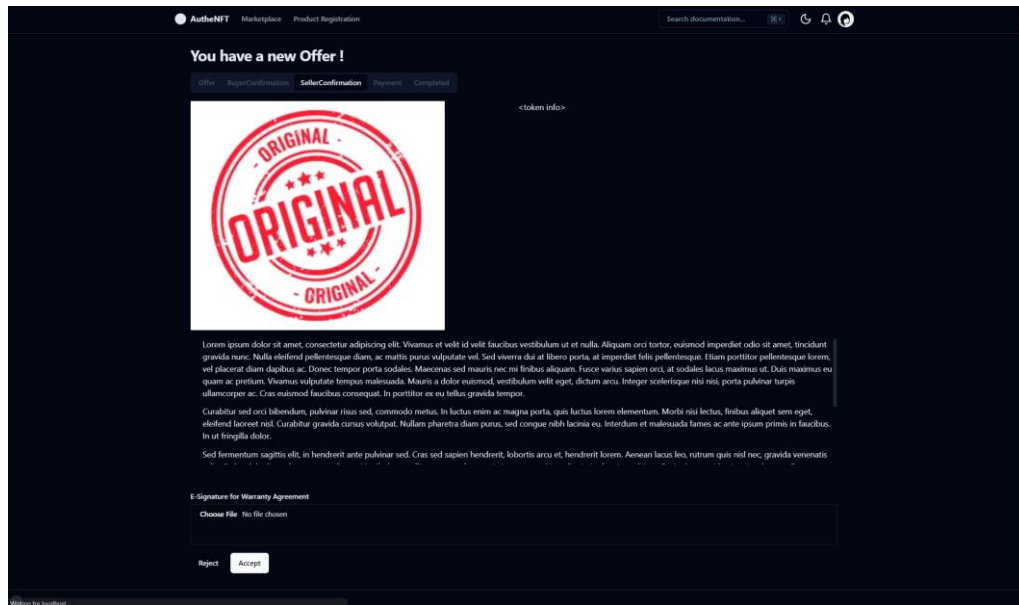 AutheNFT Marketplace Product Registration Search documentation...
You have a new Offer !
Offer BuyerConfirmation SellerConfirmation Payment Completed
<token info>
- ORIGINAL -
ORIGINAL
- ORIGINAL -
Lorem ipsum dolor sit amet, consectetur adipiscing elit. Vivamus et velit id velit faucibus vestibulum ut et nulla. Aliquam orci tortor, euismod imperdiet odio sit amet, tincidunt
gravida nunc. Nulla eleifend pellentesque diam, ac mattis purus vulputate vel. Sed viverra dui at libero porta, at imperdiet felis pellentesque. Etiam porttitor pellentesque lorem,
vel placerat diam dapibus ac. Donec tempor porta sodales. Maecenas sed mauris nec mi finibus aliquam. Fusce varius sapien orci, at sodales lacus maximus ut. Duis maximus eu
quam ac pretium. Vivamus vulputate tempus malesuada. Mauris a dolor euismod, vestibulum velit eget, dictum arcu. Integer scelerisque nisi nisi, porta pulvinar turpis
ullamcorper ac. Cras euismod faucibus consequat. In porttitor ex eu tellus gravida tempor.
Curabitur sed orci bibendum, pulvinar risus sed, commodo metus. In luctus enim ac magna porta, quis luctus lorem elementum. Morbi nisi lectus, finibus aliquet sem eget,
eleifend laoreet nisl. Curabitur gravida cursus volutpat. Nullam pharetra diam purus, sed congue nibh lacinia eu. Interdum et malesuada fames ac ante ipsum primis in faucibus.
In ut fringilla dolor.
Sed fermentum sagittis elit, in hendrerit ante pulvinar sed. Cras sed sapien hendrerit, lobortis arcu et, hendrerit lorem. Aenean lacus leo, rutrum quis nisl nec, gravida venenatis
E-Signature for Warranty Agreement
Choose File No file chosen
Reject Accept
Waiting for localhost...